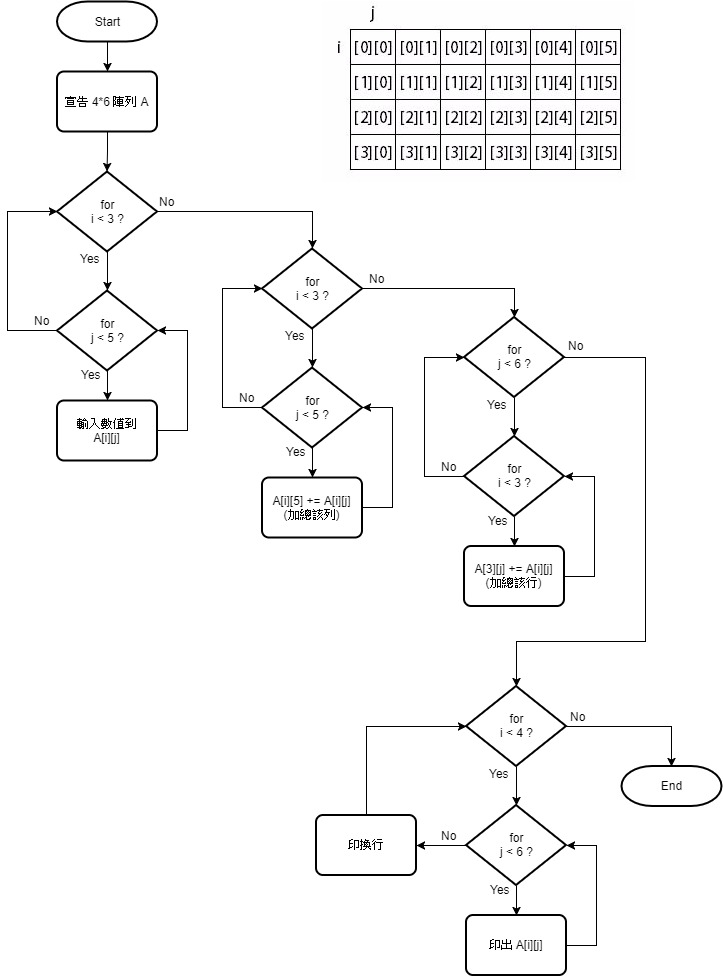 Start
宣告 4*6 陣列 A
for
i < 3 ?
No
Yes
for
j < 5 ?
No
Yes
輸入數值到
A[i][j]
j
i
[0][0] [0][1] [0][2] [0][3] [0][4] [0][5]
[1][0] [1][1] [1][2] [1][3] [1][4] [1][5]
[2][0] [2][1] [2][2] [2][3] [2][4] [2][5]
[3][0] [3][1] [3][2] [3][3] [3][4] [3][5]
for
i < 3 ?
No
Yes
for
j < 5 ?
No
Yes
A[i][5] += A[i][j]
(加總該列)
for
j < 6 ?
No
Yes
for
i < 3 ?
No
Yes
A[3][j] += A[i][j]
(加總該行)
for
i < 4 ?
No
Yes
End
for
j < 6 ?
No
Yes
印換行
印出 A[i][j]